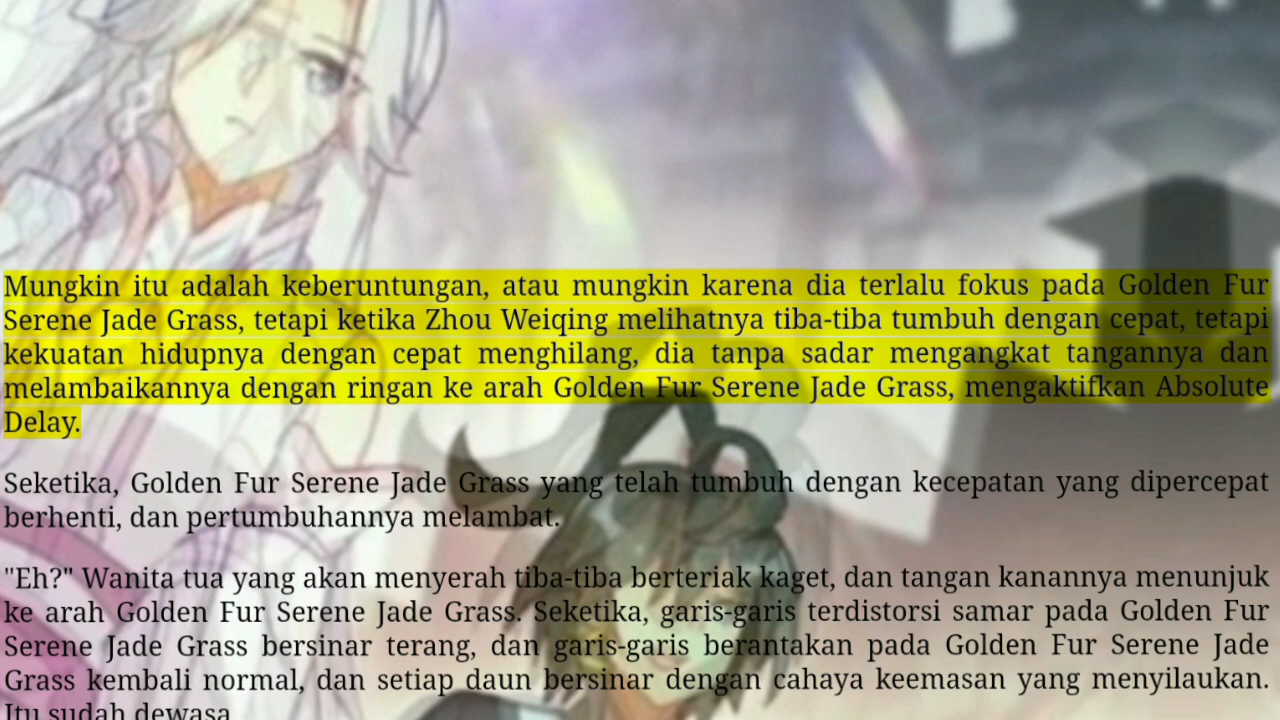 Mungkin itu adalah keberuntungan, atau mungkin karena dia terlalu fokus pada Golden Fur
Serene Jade Grass, tetapi ketika Zhou Weiqing melihatnya tiba-tiba tumbuh dengan cepat, tetapi
kekuatan hidupnya dengan cepat menghilang, dia tanpa sadar mengangkat tangannya dan
melambaikannya dengan ringan ke arah Golden Fur Serene Jade Grass, mengaktifkan Absolute
Delay.
Seketika, Golden Fur Serene Jade Grass yang telah tumbuh dengan kecepatan yang dipercepat
berhenti, dan pertumbuhannya melambat.
"Eh?" Wanita tua yang akan menyerah tiba-tiba berteriak kaget, dan tangan kanannya menunjuk
ke arah Golden Fur Serene Jade Grass. Seketika, garis-garis terdistorsi samar pada Golden Fur
Serene Jade Grass bersinar terang, dan garis-garis berantakan pada Golden Fur Serene Jade
Grass kembali normal, dan setiap daun bersinar dengan cahaya keemasan yang menyilaukan.
Itu sudah dewasa